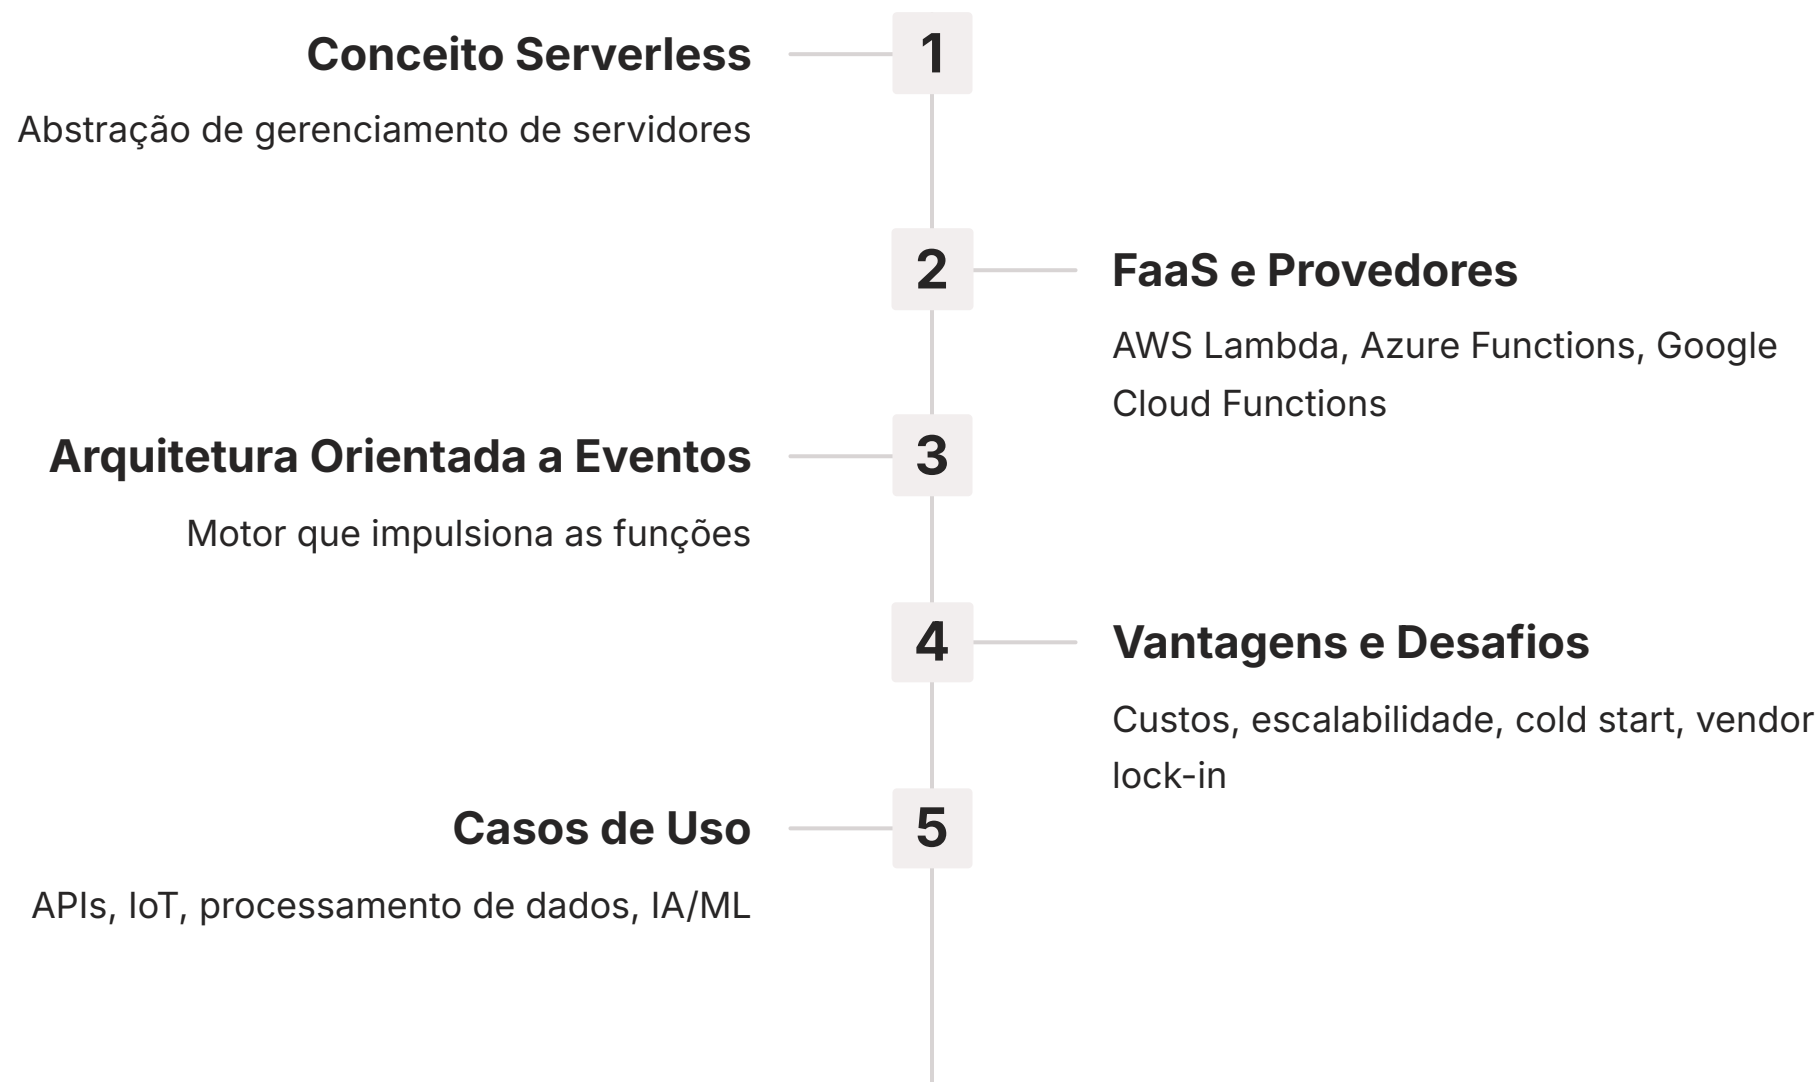 1
Conceito Serverless
Abstração de gerenciamento de servidores
2
FaaS e Provedores
AWS Lambda, Azure Functions, Google
Cloud Functions
3
Arquitetura Orientada a Eventos
Motor que impulsiona as funções
4
Vantagens e Desafios
Custos, escalabilidade, cold start, vendor
lock-in
5
Casos de Uso
APIs, IoT, processamento de dados, IA/ML